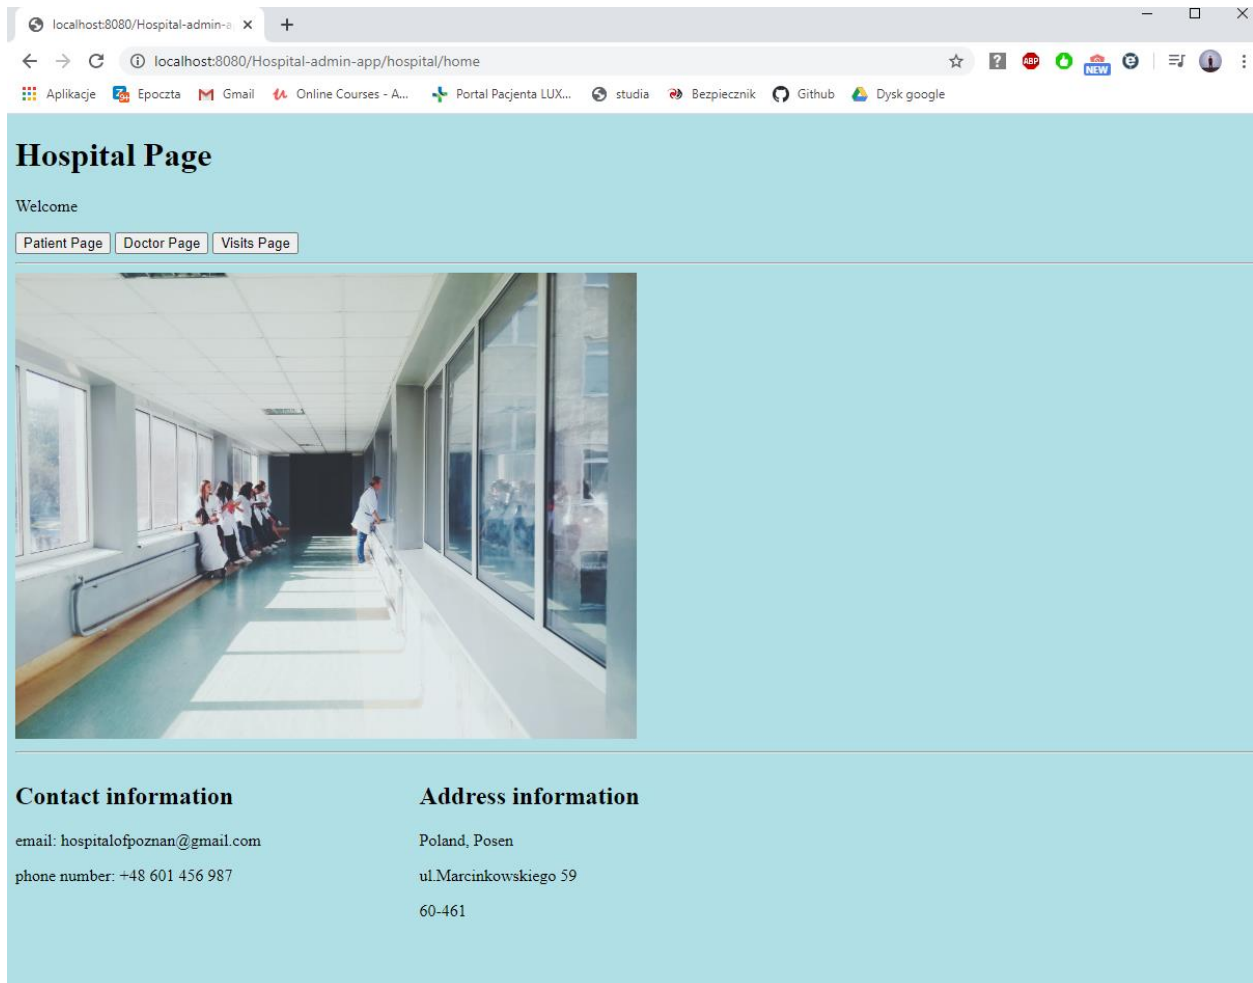 localhost:8080/Hospital-admin-a
localhost:8080/Hospital-admin-app/hospital/home
ABP
NEW
Aplikacje Epoczta Gmail Online Courses - A... Portal Pacjenta LUX... studia Bezpiecznik Github Dysk google
Hospital Page
Welcome
Patient Page Doctor Page Visits Page
Contact information
email: hospitalofpoznan@gmail.com
phone number: +48 601 456 987
Address information
Poland, Posen
ul.Marcinkowskiego 59
60-461